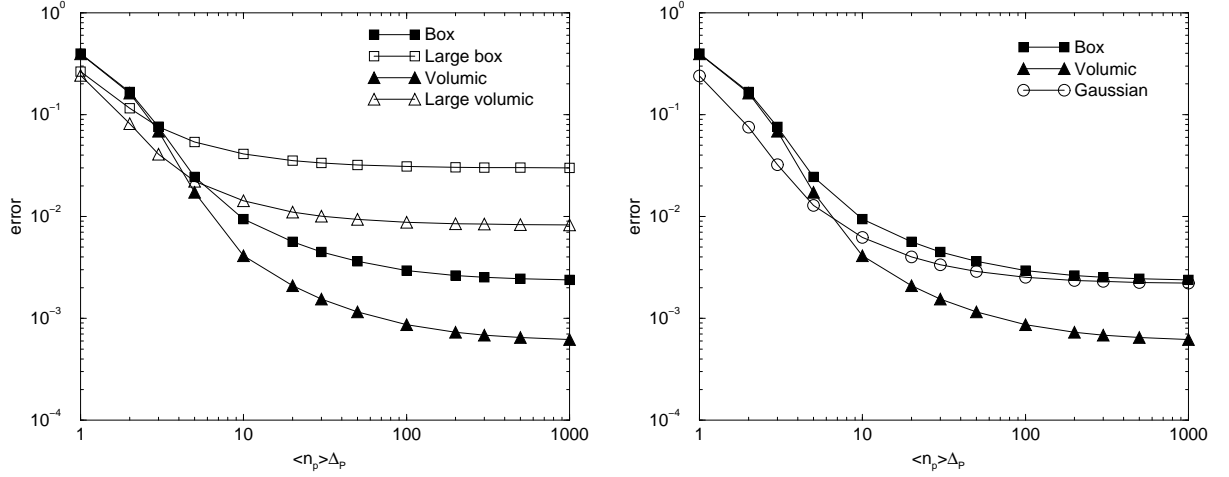 Box
Large box
Volumic
Large volumic
10^0
10^-1
10^-2
10^-3
10^-4
error
1 10 100 1000
<n_p>Δ_P
Box
Volumic
Gaussian
10^0
10^-1
10^-2
10^-3
10^-4
error
1 10 100 1000
<n_p>Δ_P